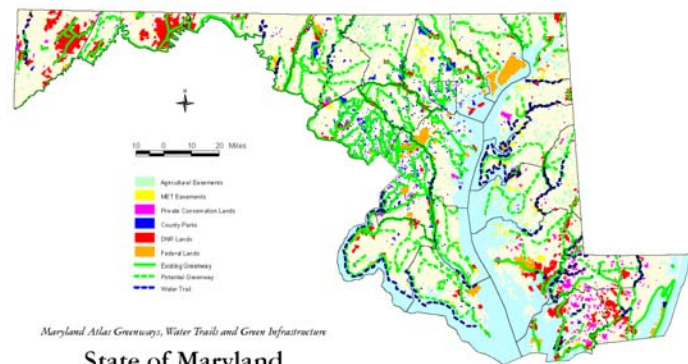 10 0 10 20 Miles
Agricultural Easements
MET Easements
Private Conservation Lands
County Parks
DNR Lands
Federal Lands
Existing Greenway
Potential Greenway
Water Trail
Maryland Atlas Greenways, Water Trails and Green Infrastructure
State of Maryland